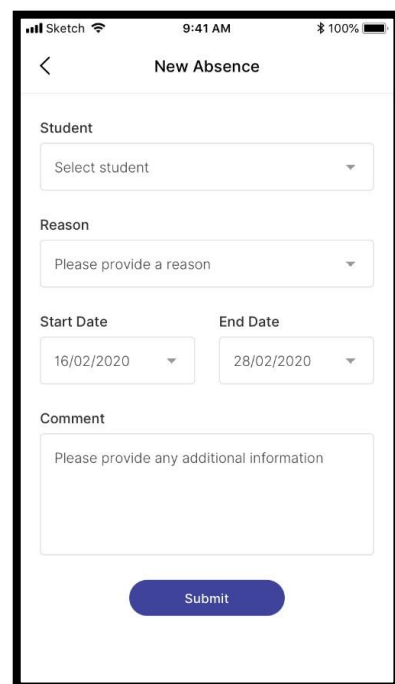 Sketch 9:41 AM 100%
New Absence
Student
Select student
Reason
Please provide a reason
Start Date End Date
16/02/2020 28/02/2020
Comment
Please provide any additional information
Submit